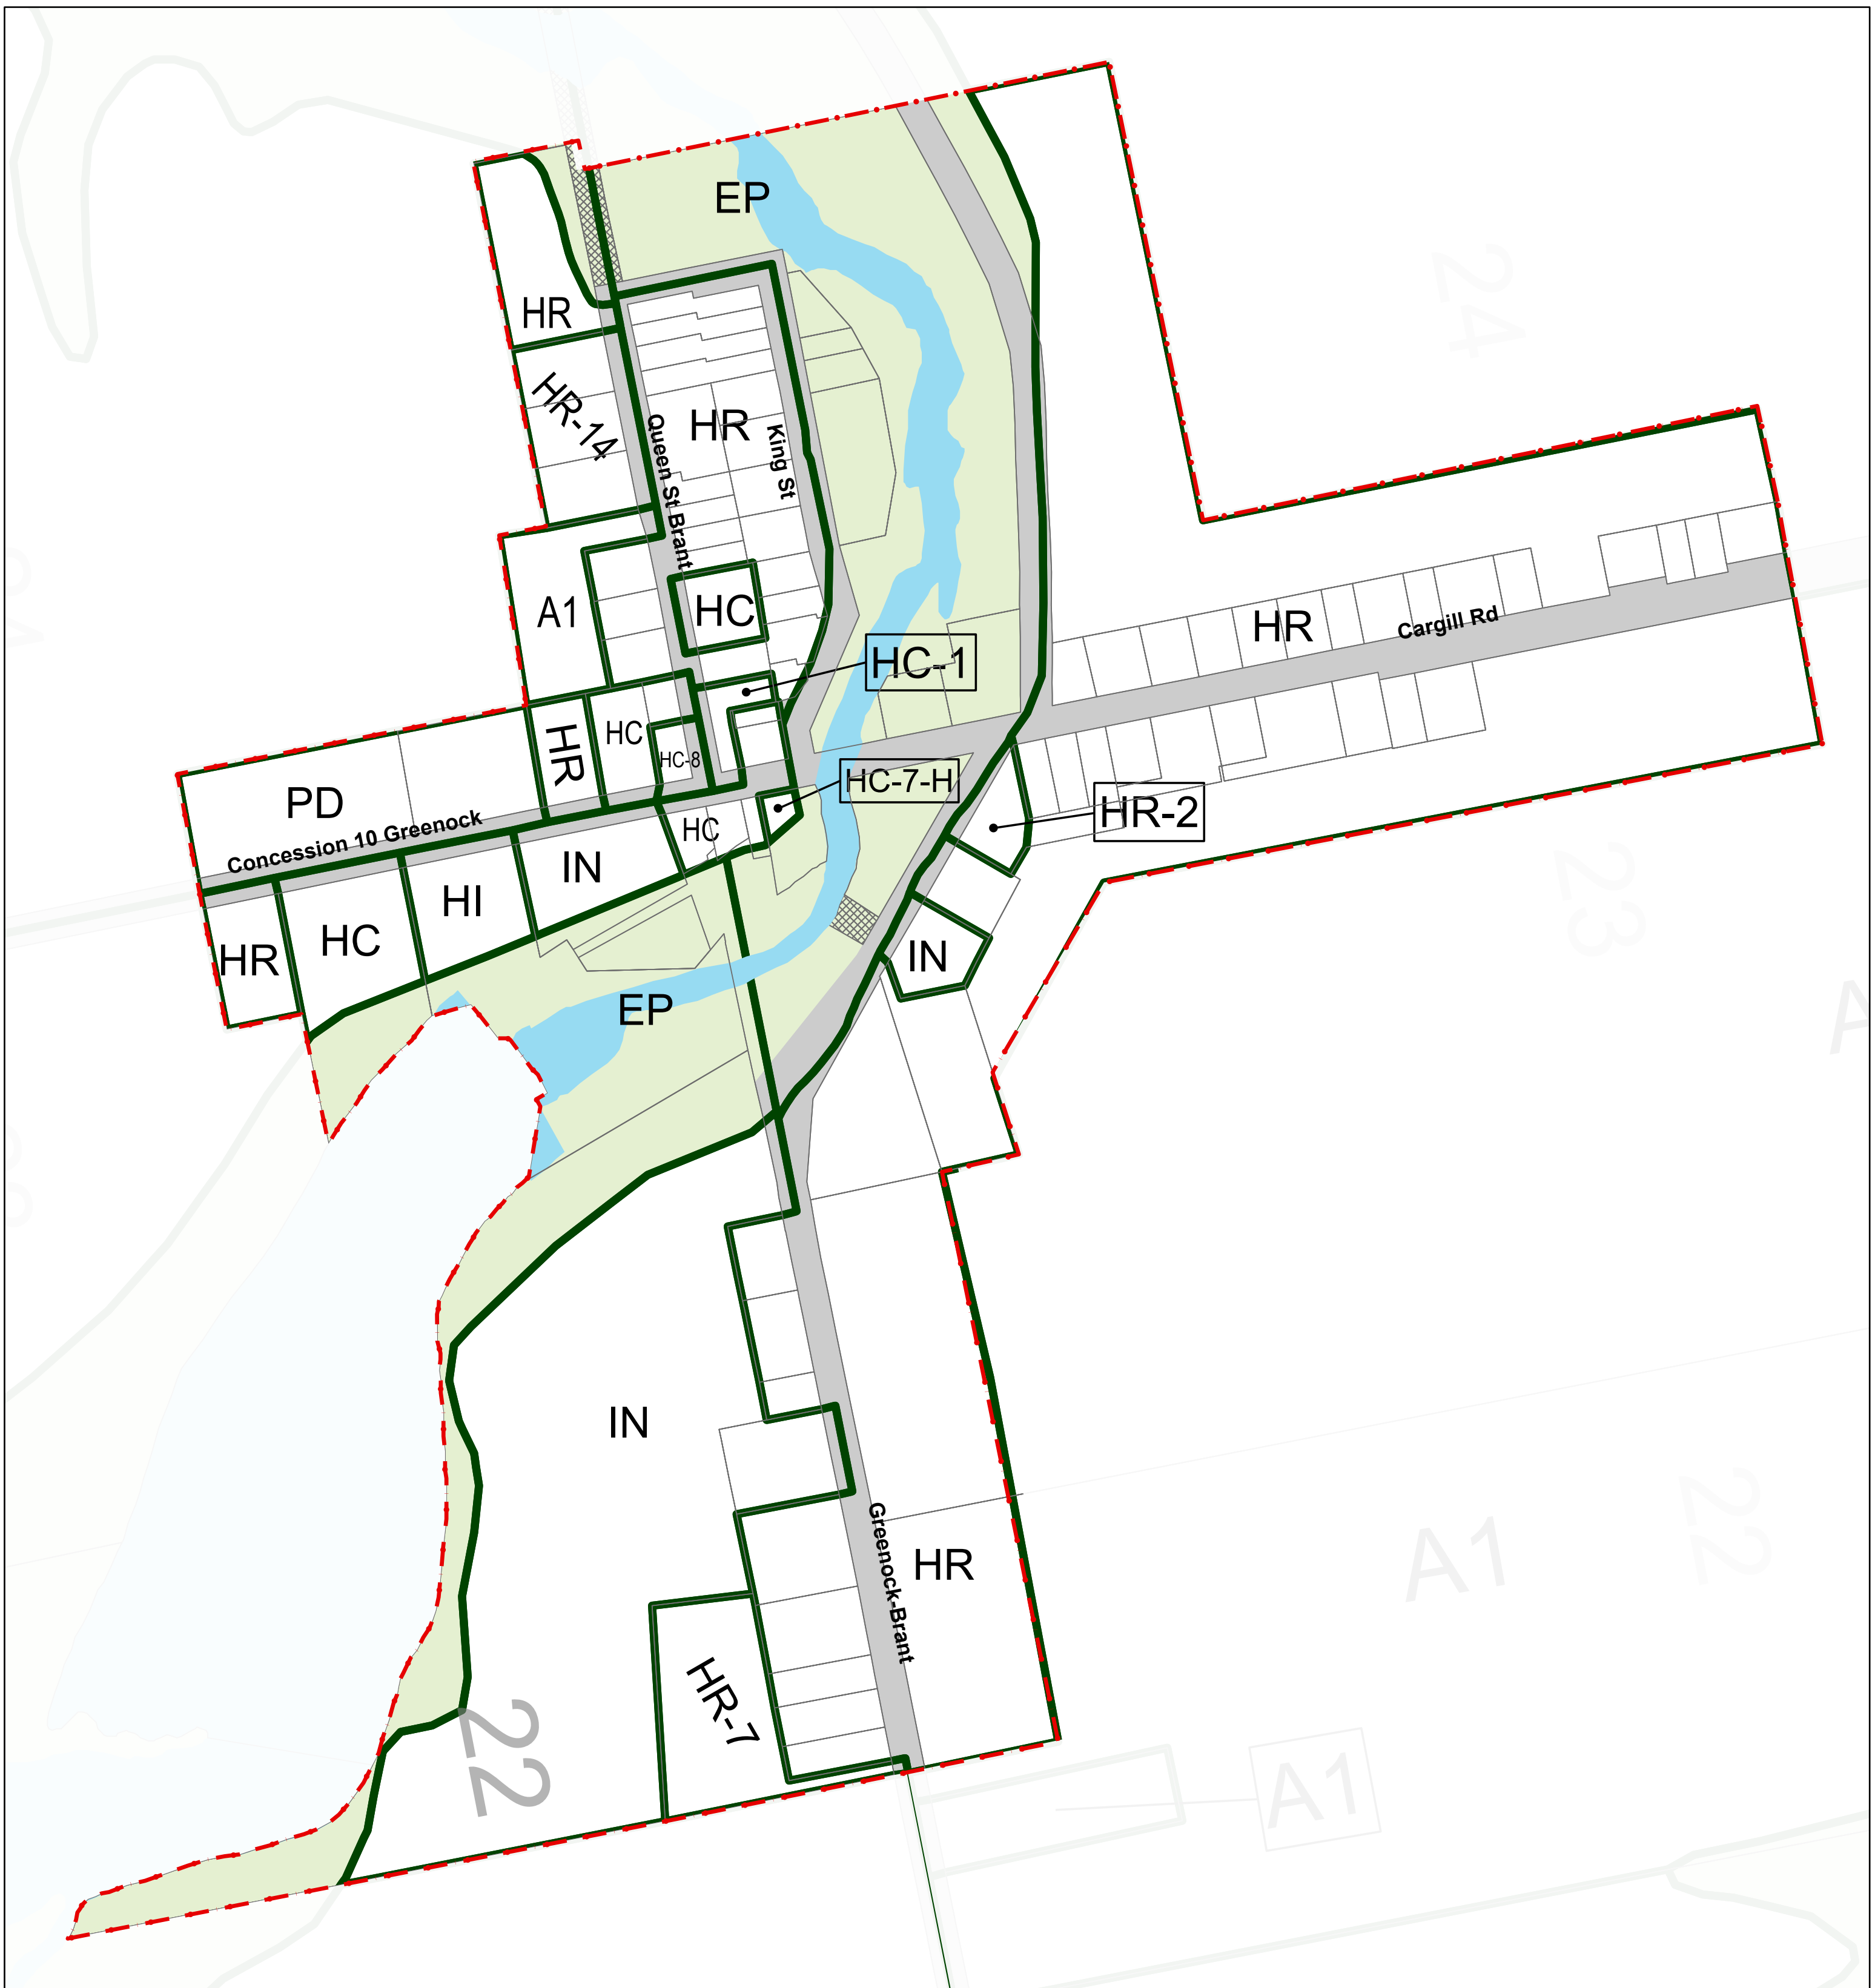 EP
HR
24
HR-14
HR
Queen St Brant
King St
A1
HC
HR
Cargill Rd
HC-1
HR
HC
HC-8
PD
HC-7-H
HR-2
Concession 10 Greenock
HC
IN
HI
HC
HR
IN
23
EP
IN
Greenock-Brant
HR
A1
22
HR-7
22
A1